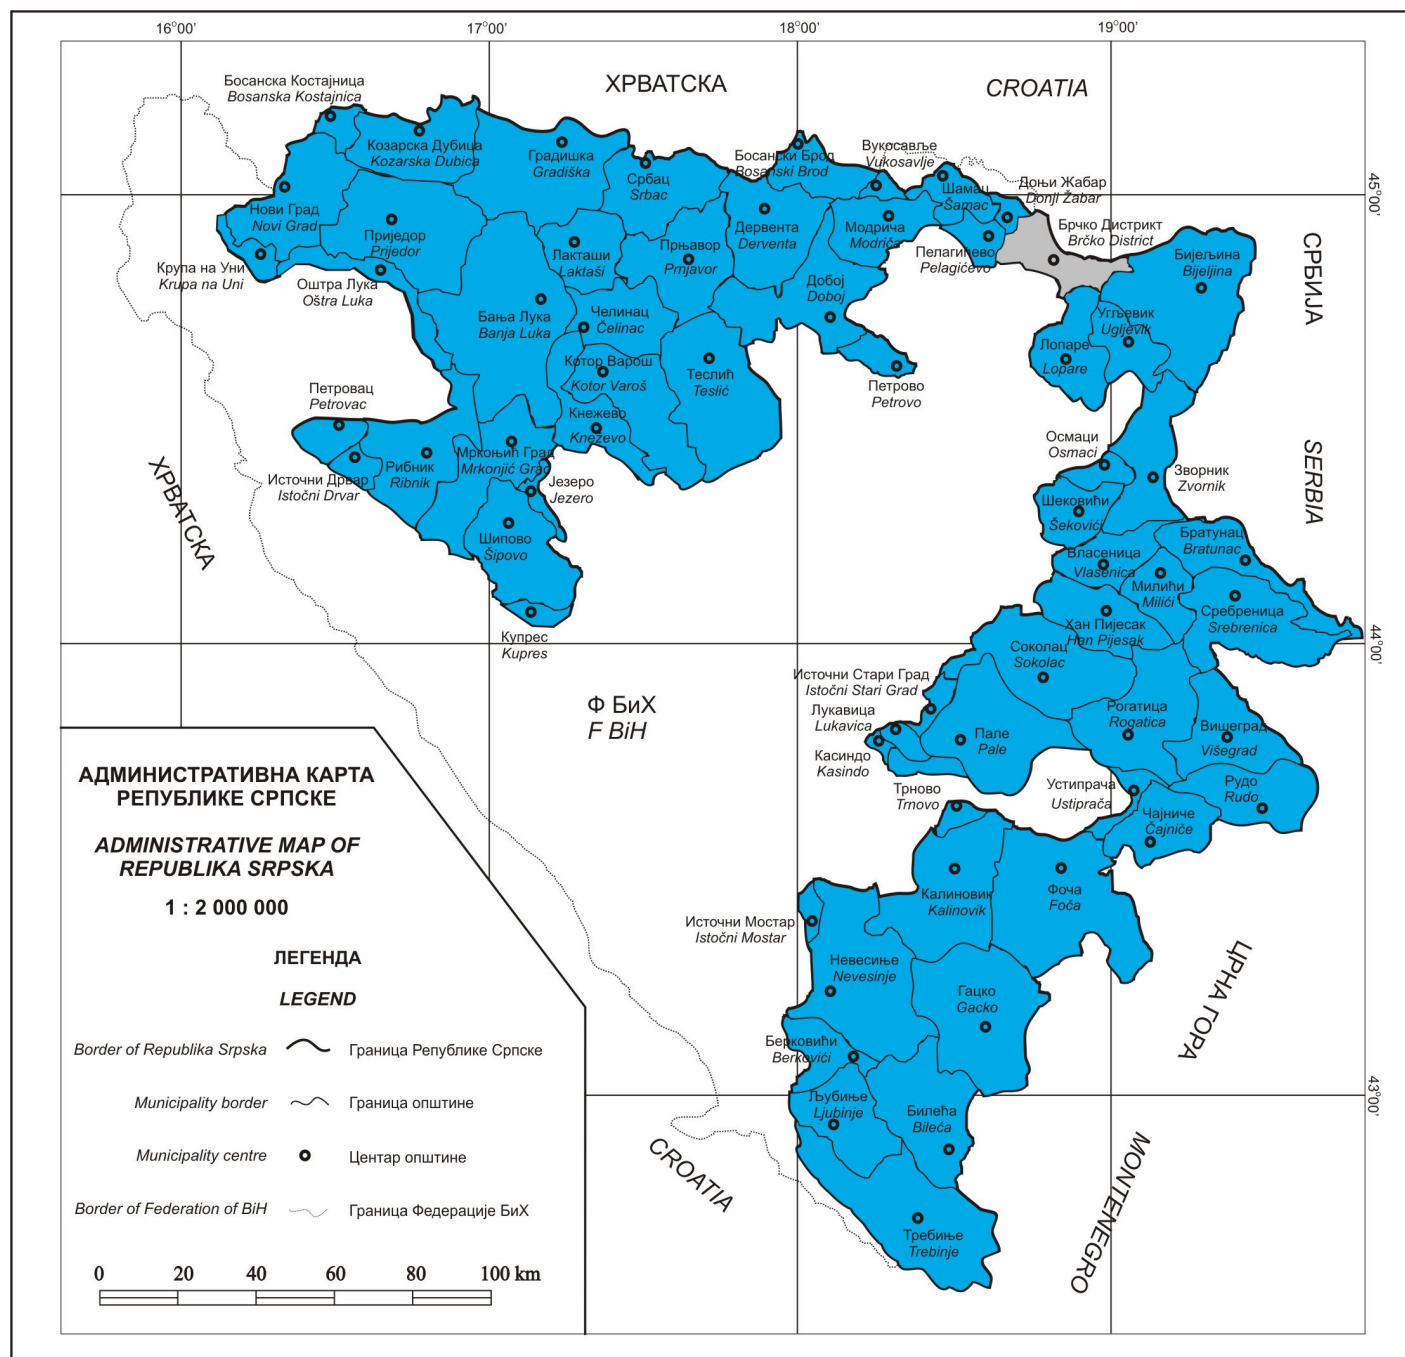 16°00'
17°00'
18°00'
19°00'
ХРВАТСКА
CROATIA
Босанска Костајница
Bosanska Kostajnica
Козарска Дубица
Kozarska Dubica
Градишка
Gradiška
Србац
Srbac
Босански Брод
Bosanski Brod
Вукосавље
Vukosavlje
Шамац
Šamac
Доњи Жабар
Donji Žabar
Брчко Дистрикт
Brčko District
45°00'
Нови Град
Novi Grad
Приједор
Prijedor
Крупа на Уни
Krupa na Uni
Оштра Лука
Oštra Luka
Лакташи
Laktaši
Прњавор
Prnjavor
Дервента
Derventa
Модрича
Modriča
Пелагићево
Pelagićevo
Бијељина
Bijeljina
СРБИЈА
Добој
Doboj
Бања Лука
Banja Luka
Челинац
Čelinac
Угљевик
Ugljevik
Лопаре
Lopare
Котор Варош
Kotor Varoš
Теслић
Teslić
Петрово
Petrovo
Петровац
Petrovac
Кнежево
Knezevo
Мркоњић Град
Mrkonjić Grad
Осмаци
Osmaci
Источни Дрвар
Istočni Drvar
Рибник
Ribnik
Језеро
Jezero
Зворник
Zvornik
SERBIA
ХРВАТСКА
Шековићи
Šekovići
Шипово
Šipovo
Братунац
Bratunac
Власеница
Vlasenica
Милићи
Milići
Сребреница
Srebrenica
Купрес
Kupres
Хан Пијесак
Han Pijesak
44°00'
Соколац
Sokolac
Источни Стари Град
Istočni Stari Grad
Ф БиХ
F BiH
Лукавица
Lukavica
Рогатица
Rogatica
Вишеград
Višegrad
Пале
Pale
Касиндо
Kasindo
Трново
Trnovo
Устипрача
Ustiprača
Рудо
Rudo
Чајниче
Čajniče
Калиновик
Kalinovik
Фоча
Foča
Источни Мостар
Istočni Mostar
Невесиње
Nevesinje
Гацко
Gacko
ЦРНА ГОРА
Берковићи
Berkovići
43°00'
Љубиње
Ljubinje
Билећа
Bileća
CROATIA
MONTENEGRO
Требиње
Trebinje
АДМИНИСТРАТИВНА КАРТА
РЕПУБЛИКЕ СРПСКЕ
ADMINISTRATIVE MAP OF
REPUBLIKA SRPSKA
1 : 2 000 000
ЛЕГЕНДА
LEGEND
Border of Republika Srpska Граница Републике Српске
Municipality border Граница општине
Municipality centre Центар општине
Border of Federation of BiH Граница Федерације БиХ
0 20 40 60 80 100 km